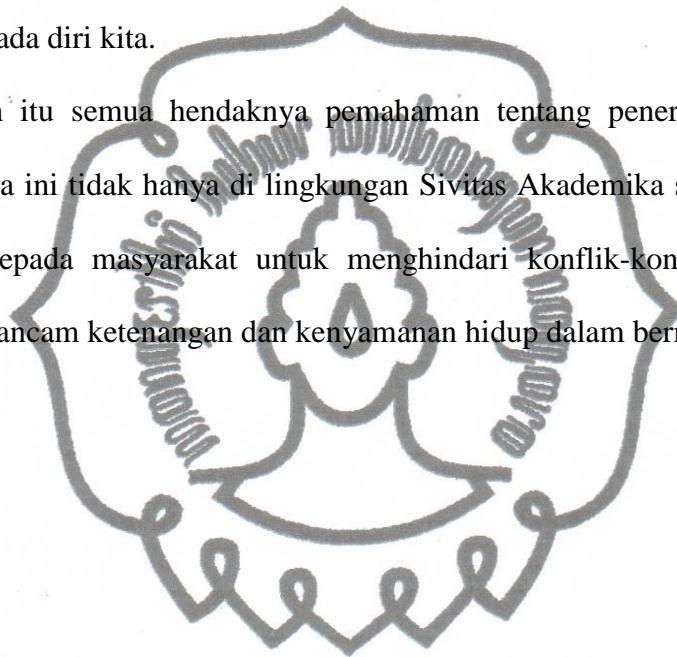 ada diri kita.
itu semua hendaknya pemahaman tentang pener
a ini tidak hanya di lingkungan Sivitas Akademika s
epada masyarakat untuk menghindari konflik-kon
ancam ketenangan dan kenyamanan hidup dalam ber